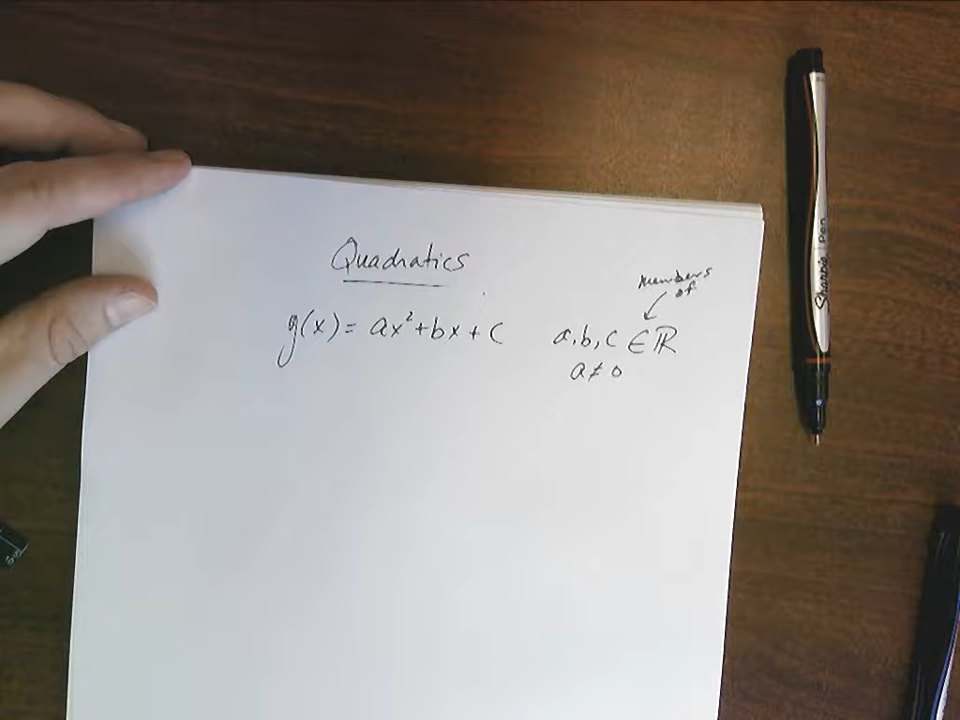 Quadratics
members
of
g(x) = ax²+bx+c a,b,c ∈ ℝ
a≠0
Sharpie PEN